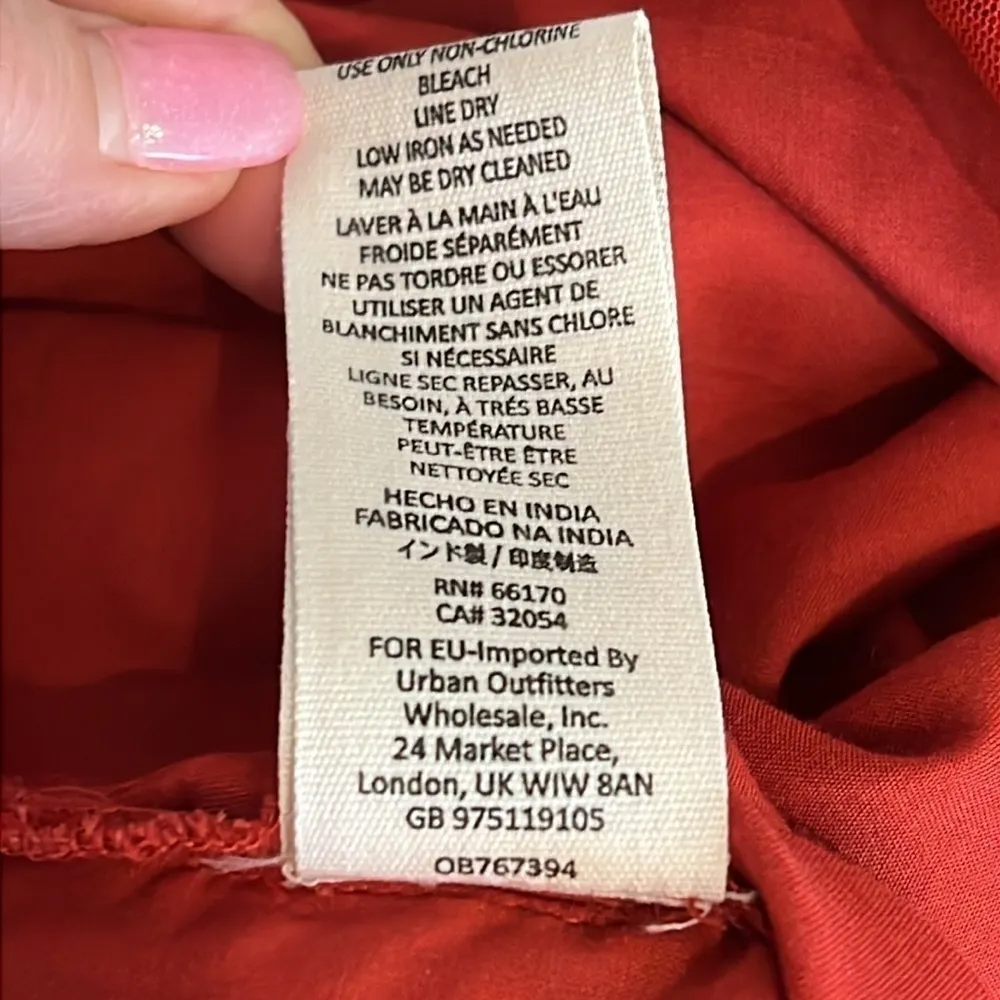 USE ONLY NON-CHLORINE
BLEACH
LINE DRY
LOW IRON AS NEEDED
MAY BE DRY CLEANED
LAVER À LA MAIN À L'EAU
FROIDE SÉPARÉMENT
NE PAS TORDRE OU ESSORER
UTILISER UN AGENT DE
BLANCHIMENT SANS CHLORE
SI NÉCESSAIRE
LIGNE SEC REPASSER, AU
BESOIN, À TRÉS BASSE
TEMPÉRATURE
PEUT-ÊTRE ÊTRE
NETTOYÉE SEC
HECHO EN INDIA
FABRICADO NA INDIA
インド製 / 印度制造
RN# 66170
CA# 32054
FOR EU-Imported By
Urban Outfitters
Wholesale, Inc.
24 Market Place,
London, UK WIW 8AN
GB 975119105
OB767394